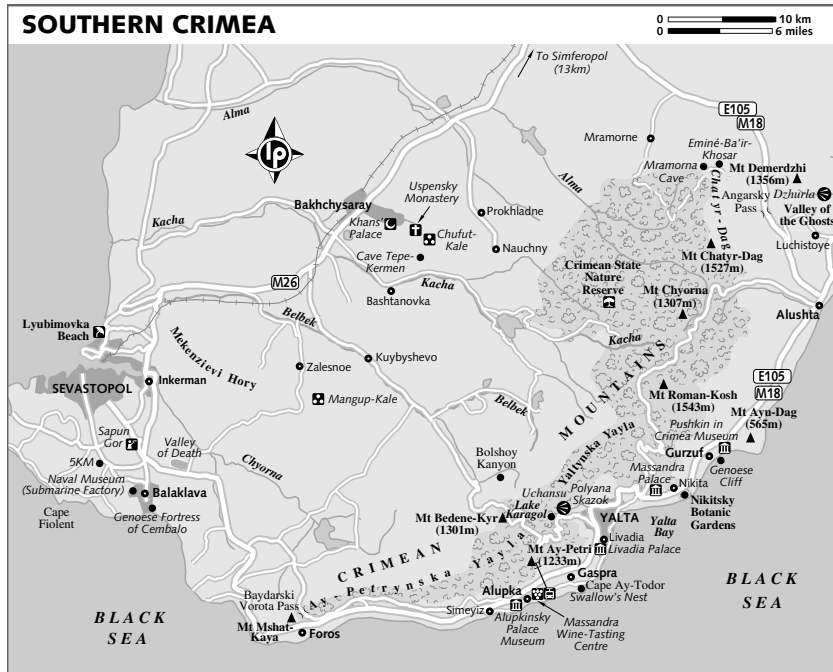 SOUTHERN CRIMEA
0 10 km
0 6 miles
To Simferopol
(13km)
E105
M18
Alma
lp
Mramorne
Eminé-Ba'ir-
Khosar
Mramorna
Cave
Mt Demerdzhi
(1356m)
Angarsky
Pass
Dzhurla
Valley of
the Ghosts
Luchistoye
Chatyr-Dag
Alma
Uspensky
Monastery
Bakhchysaray
Prokhladne
Khans'
Palace
Chufut-
Kale
Kacha
Cave Tepe-
Kermen
Nauchny
Mt Chatyr-Dag
(1527m)
Crimean State
Nature
Reserve
Mt Chyorna
(1307m)
M26
Bashtanovka
Kacha
Alushta
Belbek
Kacha
Lyubimovka
Beach
Mekenzievi Hory
Zalesnoe
Kuybyshevo
SEVASTOPOL
Inkerman
Mangup-Kale
Belbek
MOUNTAINS
E105
M18
Mt Roman-Kosh
(1543m)
Mt Ayu-Dag
(565m)
Sapun
Gor
Valley
of Death
Chyorna
Bolshoy
Kanyon
Yaltynska Yayla
Pushkin in
Crimea Museum
Gurzuf
Genoese
Cliff
5KM
Naval Museum
(Submarine Factory)
Balaklava
Genoese Fortress
of Cembalo
Cape
Fiolent
Massandra
Palace
Nikita
Nikitsky
Botanic
Gardens
Uchansu
Polyana
Skazok
Lake
Karagol
Mt Bedene-Kyr
(1301m)
YALTA
Yalta
Bay
Livadia
Livadia Palace
Mt Ay-Petri
(1233m)
CRIMEAN
Ay-Petrynska Yayla
Gaspra
Cape Ay-Todor
Swallow's Nest
Baydarski
Vorota Pass
Alupka
Simeyiz
Alupkinsky
Palace
Museum
Massandra
Wine-Tasting
Centre
Mt Mshat-
Kaya
Foros
BLACK
SEA
BLACK
SEA